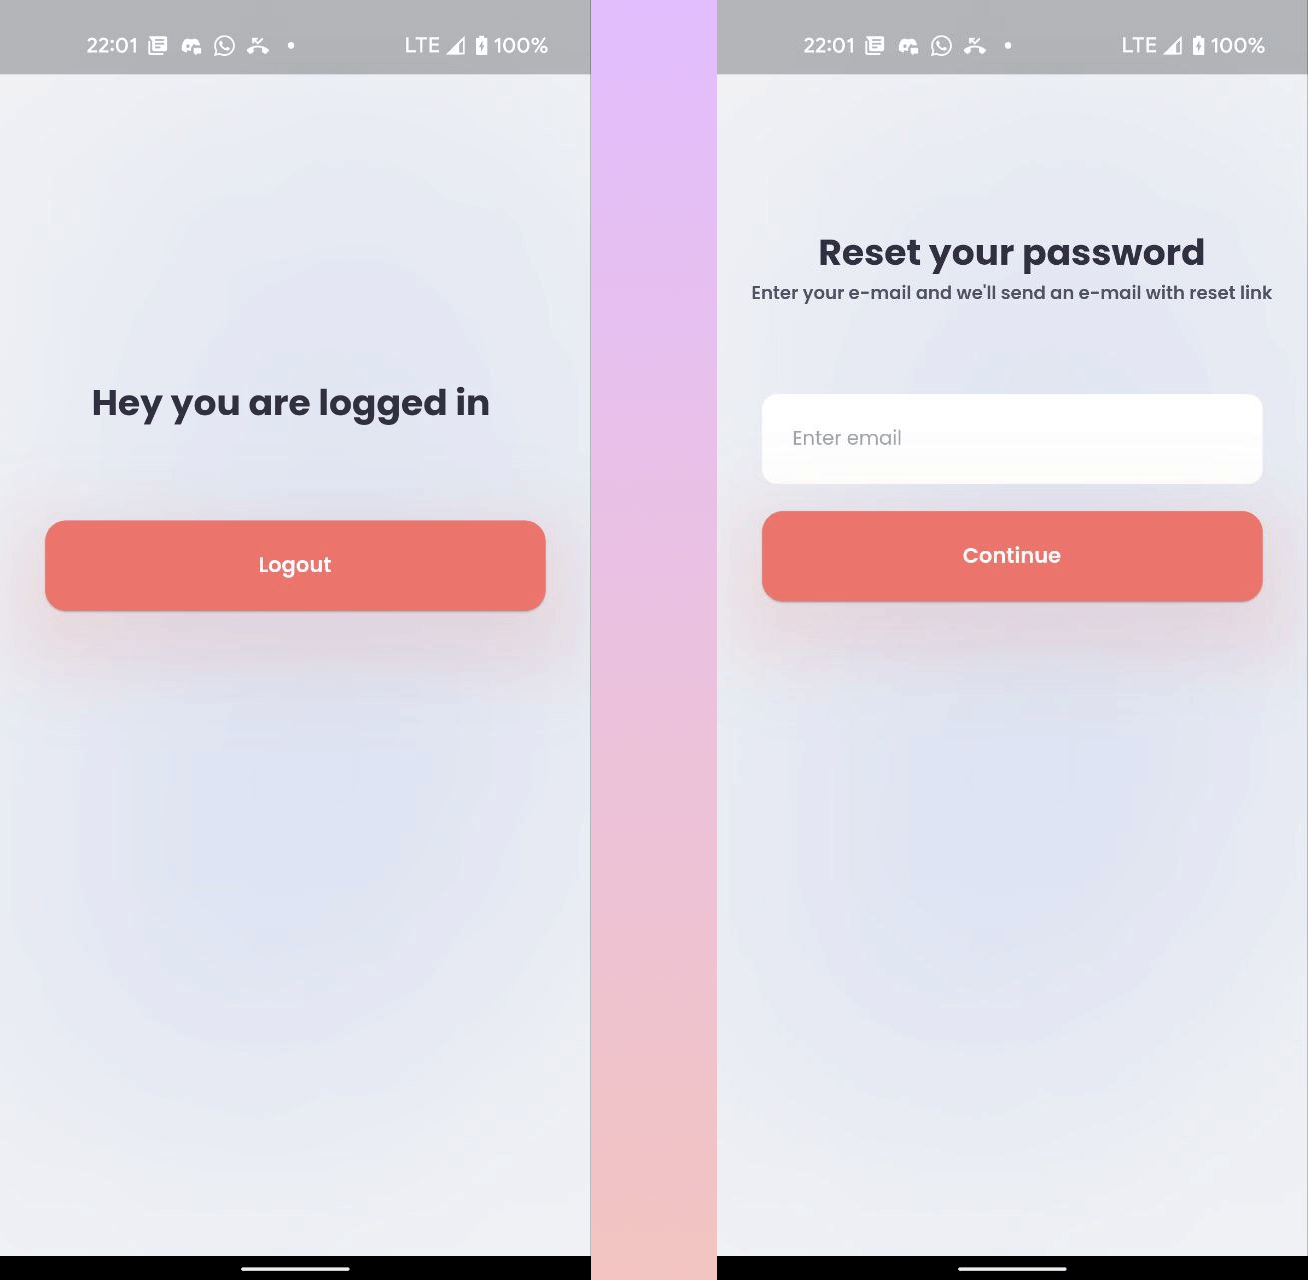 22:01 LTE 100%
Hey you are logged in
Logout
22:01 LTE 100%
Reset your password
Enter your e-mail and we'll send an e-mail with reset link
Enter email
Continue